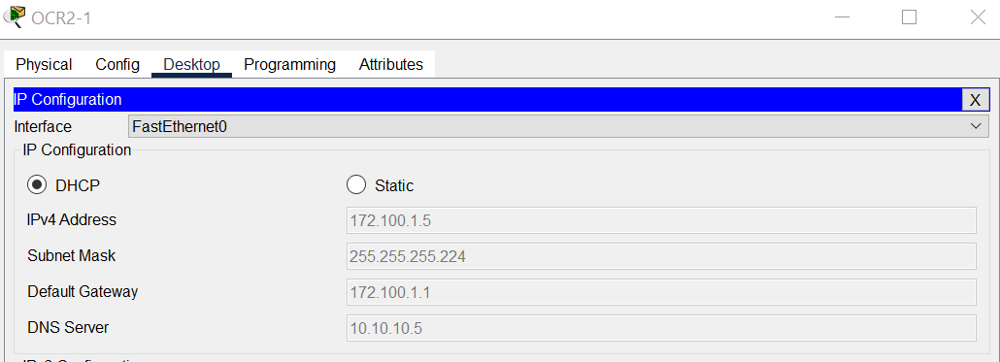 OCR2-1
Physical Config Desktop Programming Attributes
IP Configuration X
Interface FastEthernet0
IP Configuration
DHCP Static
IPv4 Address 172.100.1.5
Subnet Mask 255.255.255.224
Default Gateway 172.100.1.1
DNS Server 10.10.10.5